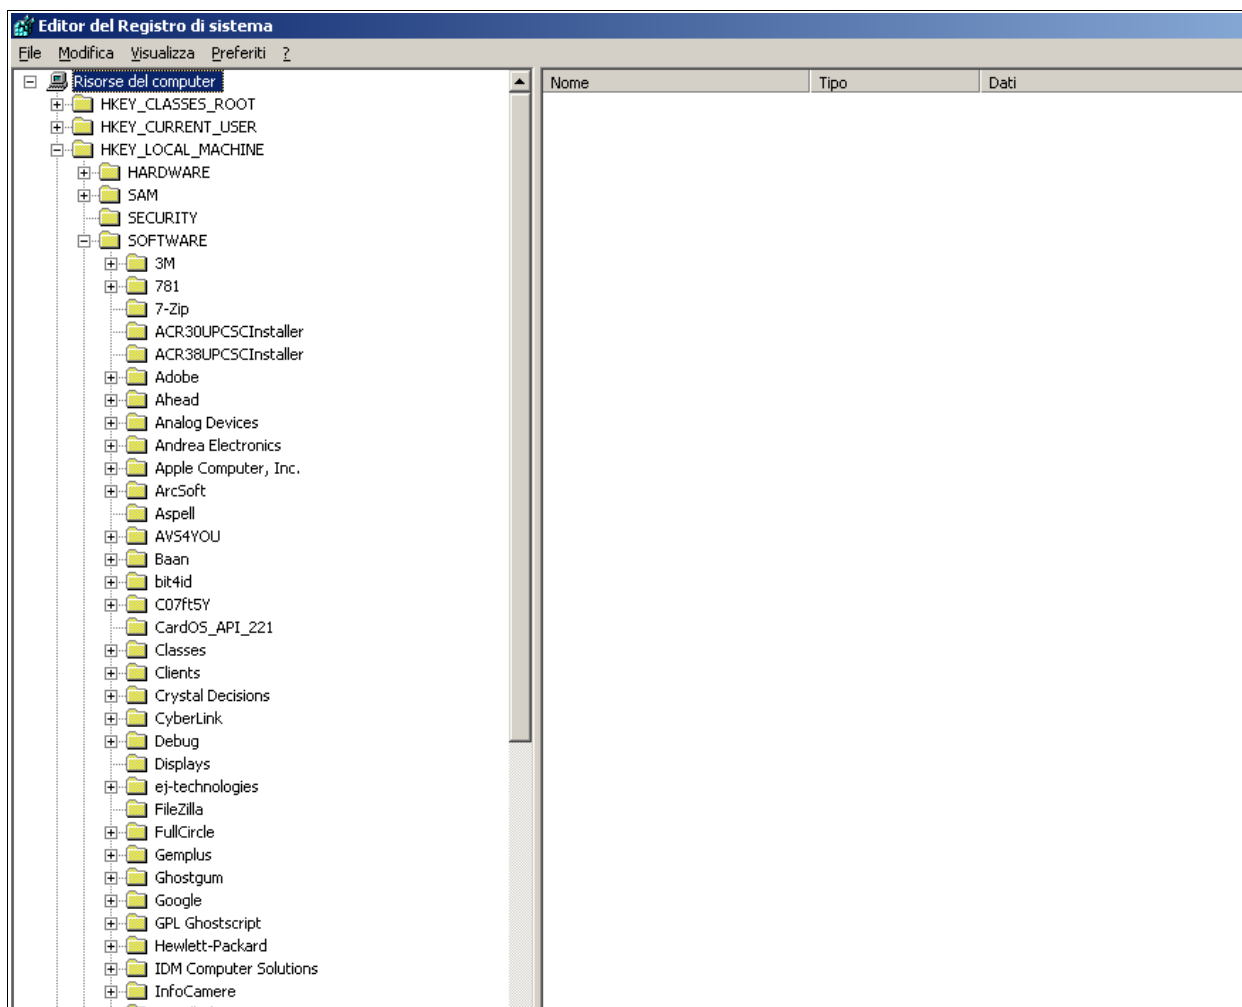 Editor del Registro di sistema
File Modifica Visualizza Preferiti ?
Risorse del computer
Nome Tipo Dati
HKEY_CLASSES_ROOT
HKEY_CURRENT_USER
HKEY_LOCAL_MACHINE
HARDWARE
SAM
SECURITY
SOFTWARE
3M
781
7-Zip
ACR30UPCSCInstaller
ACR38UPCSCInstaller
Adobe
Ahead
Analog Devices
Andrea Electronics
Apple Computer, Inc.
ArcSoft
Aspell
AVS4YOU
Baan
bit4id
C07ft5Y
CardOS_API_221
Classes
Clients
Crystal Decisions
CyberLink
Debug
Displays
ej-technologies
FileZilla
FullCircle
Gemplus
Ghostgum
Google
GPL Ghostscript
Hewlett-Packard
IDM Computer Solutions
InfoCamere